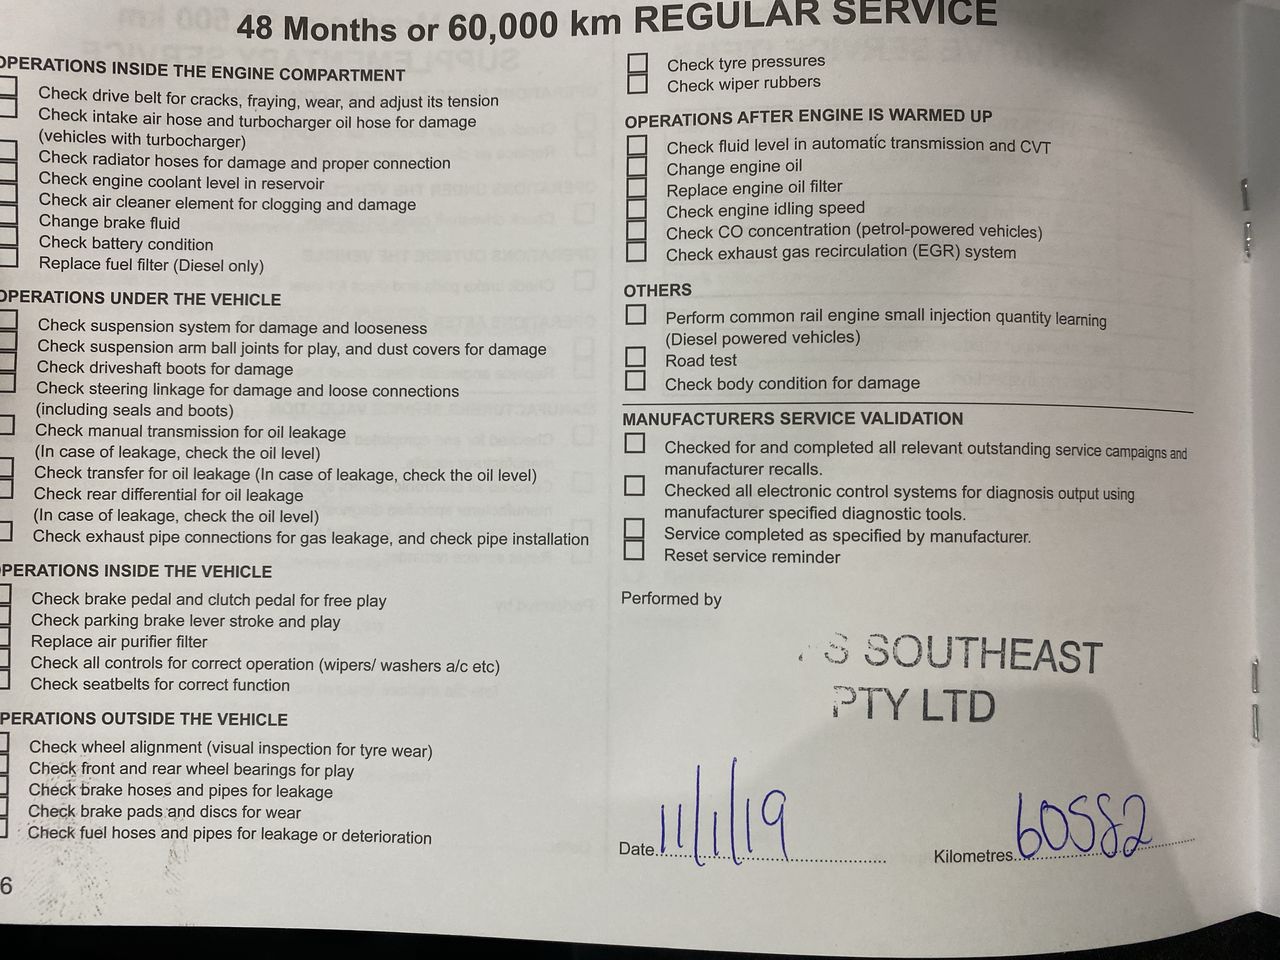 48 Months or 60,000 km REGULAR SERVICE
OPERATIONS INSIDE THE ENGINE COMPARTMENT
Check drive belt for cracks, fraying, wear, and adjust its tension
Check intake air hose and turbocharger oil hose for damage
(vehicles with turbocharger)
Check radiator hoses for damage and proper connection
Check engine coolant level in reservoir
Check air cleaner element for clogging and damage
Change brake fluid
Check battery condition
Replace fuel filter (Diesel only)
OPERATIONS UNDER THE VEHICLE
Check suspension system for damage and looseness
Check suspension arm ball joints for play, and dust covers for damage
Check driveshaft boots for damage
Check steering linkage for damage and loose connections
(including seals and boots)
Check manual transmission for oil leakage
(In case of leakage, check the oil level)
Check transfer for oil leakage (In case of leakage, check the oil level)
Check rear differential for oil leakage
(In case of leakage, check the oil level)
Check exhaust pipe connections for gas leakage, and check pipe installation
PERATIONS INSIDE THE VEHICLE
Check brake pedal and clutch pedal for free play
Check parking brake lever stroke and play
Replace air purifier filter
Check all controls for correct operation (wipers/ washers a/c etc)
Check seatbelts for correct function
PERATIONS OUTSIDE THE VEHICLE
Check wheel alignment (visual inspection for tyre wear)
Check front and rear wheel bearings for play
Check brake hoses and pipes for leakage
Check brake pads and discs for wear
Check fuel hoses and pipes for leakage or deterioration
6
Check tyre pressures
Check wiper rubbers
OPERATIONS AFTER ENGINE IS WARMED UP
Check fluid level in automatic transmission and CVT
Change engine oil
Replace engine oil filter
Check engine idling speed
Check CO concentration (petrol-powered vehicles)
Check exhaust gas recirculation (EGR) system
OTHERS
Perform common rail engine small injection quantity learning
(Diesel powered vehicles)
Road test
Check body condition for damage
MANUFACTURERS SERVICE VALIDATION
Checked for and completed all relevant outstanding service campaigns and
manufacturer recalls.
Checked all electronic control systems for diagnosis output using
manufacturer specified diagnostic tools.
Service completed as specified by manufacturer.
Reset service reminder
Performed by
S SOUTHEAST
PTY LTD
Date 11/1/19
Kilometres 60582